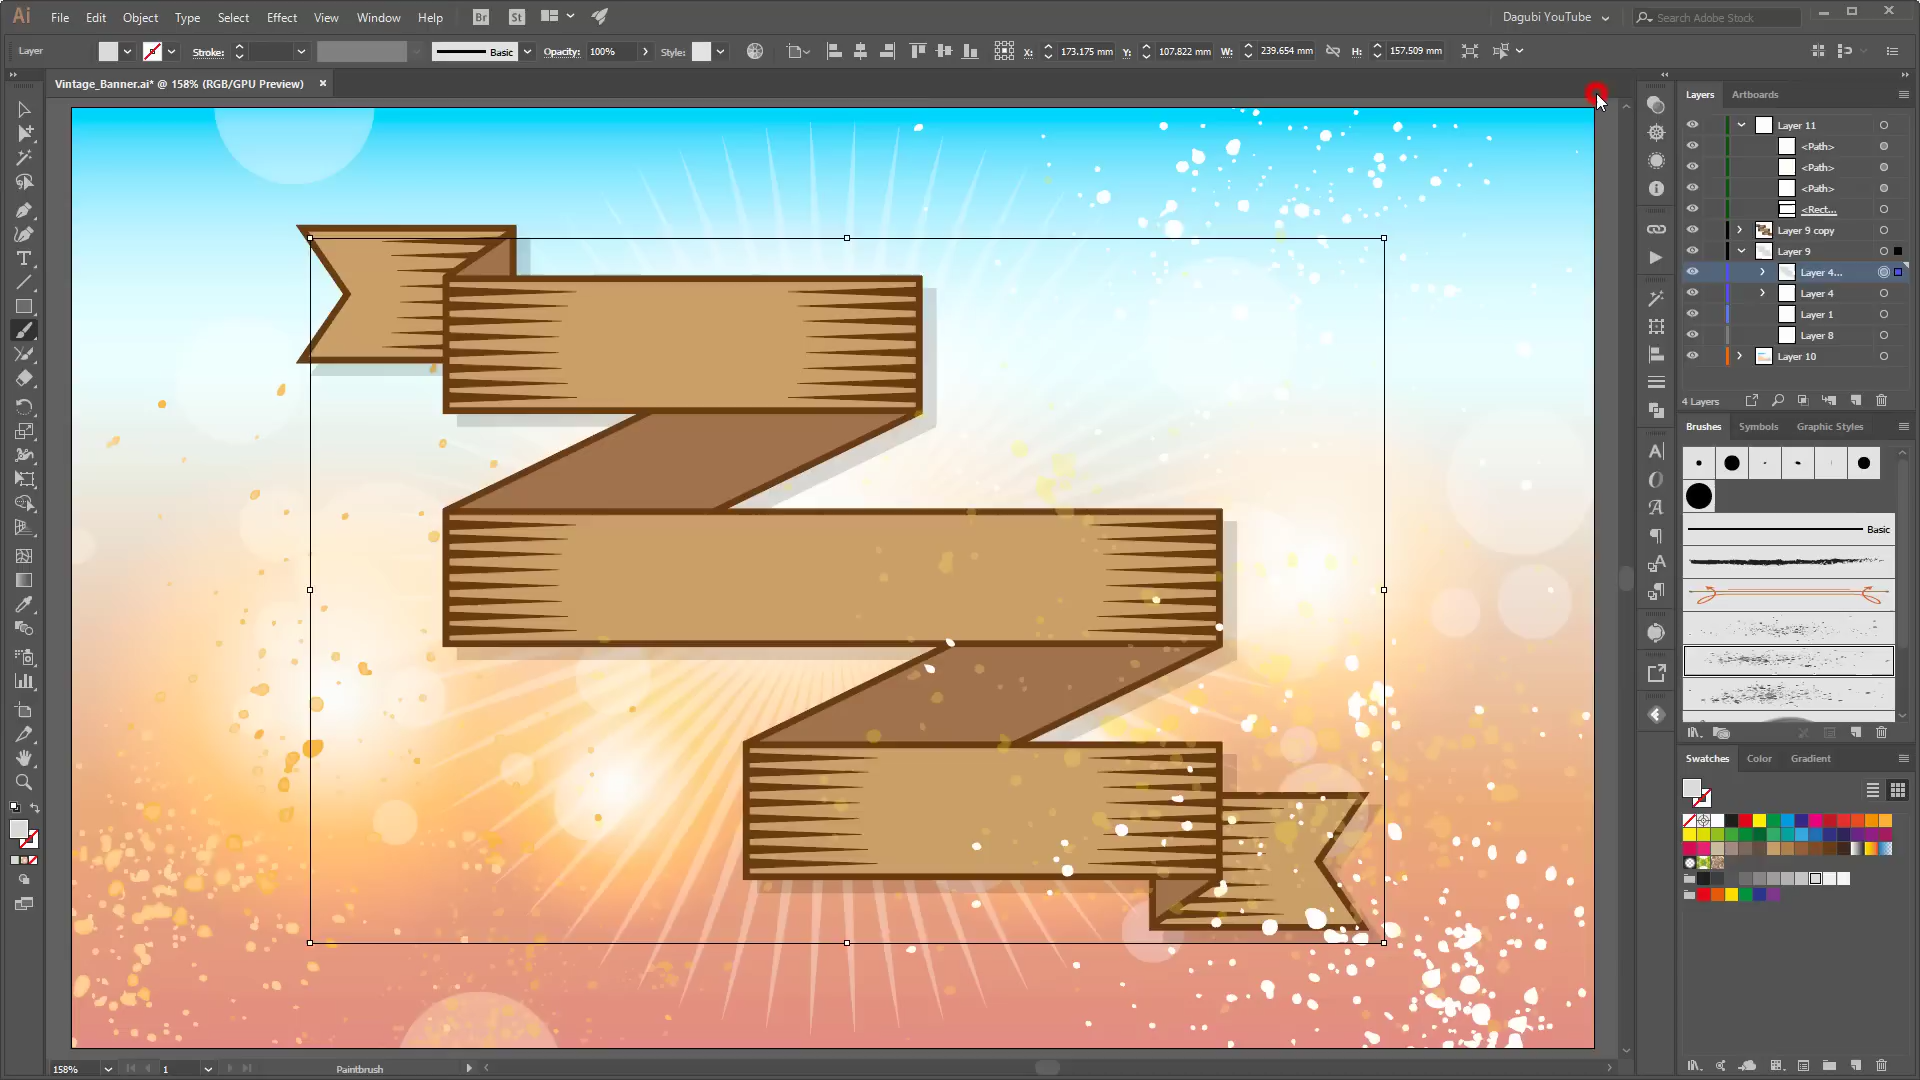 Ai File Edit Object Type Select Effect View Window Help Br St Dagubi YouTube Search Adobe Stock
Layer Stroke: Basic Opacity: 100% Style: X: 173.175 mm Y: 107.822 mm W: 239.654 mm H: 157.509 mm
Vintage_Banner.ai* @ 158% (RGB/GPU Preview)
Layers Artboards
Layer 11
<Path>
<Path>
<Path>
<Rect...
Layer 9 copy
Layer 9
Layer 4...
Layer 4
Layer 1
Layer 8
Layer 10
4 Layers
Brushes Symbols Graphic Styles
Basic
Swatches Color Gradient
158% 1 Paintbrush